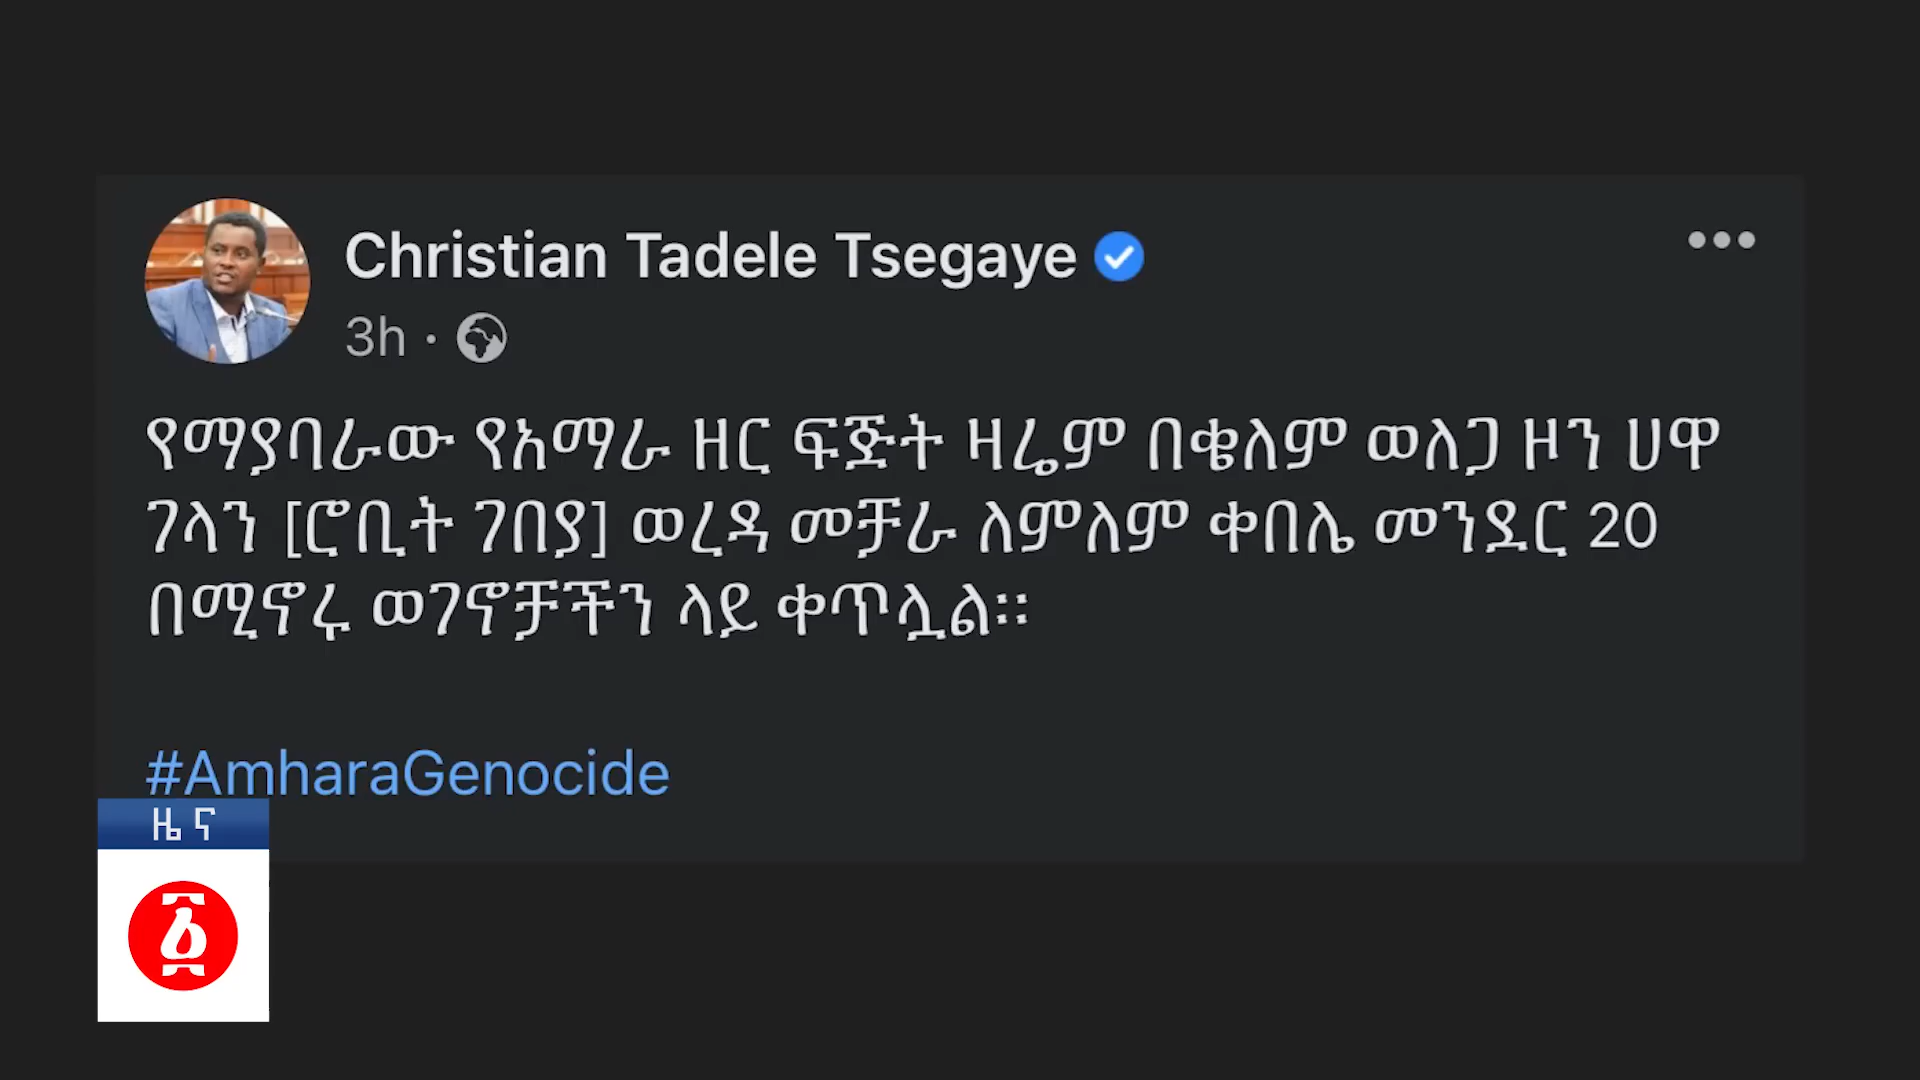 Christian Tadele Tsegaye
3h ·
የማያባራው የአማራ ዘር ፍጅት ዛሬም በቄለም ወለጋ ዞን ሀዋ
ገላን [ሮቢት ገበያ] ወረዳ መቻራ ለምለም ቀበሌ መንደር 20
በሚኖሩ ወገኖቻችን ላይ ቀጥሏል፡፡
#AmharaGenocide
ዜና